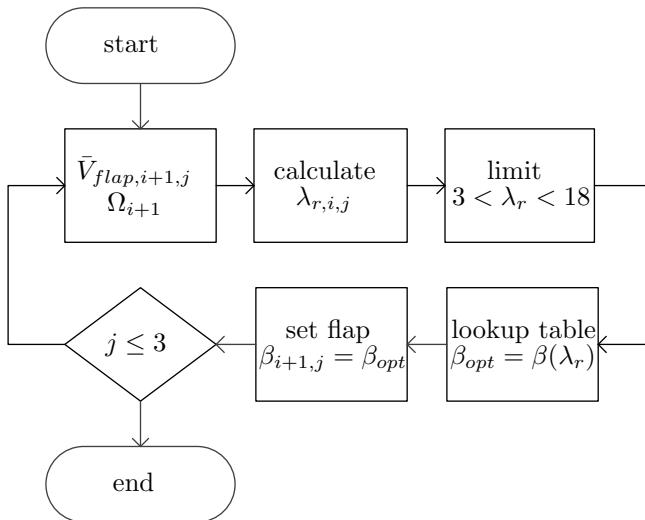 start
V̄_{flap,i+1,j}
Ω_{i+1}
calculate
λ_{r,i,j}
limit
3 < λ_r < 18
j ≤ 3
set flap
β_{i+1,j} = β_{opt}
lookup table
β_{opt} = β(λ_r)
end